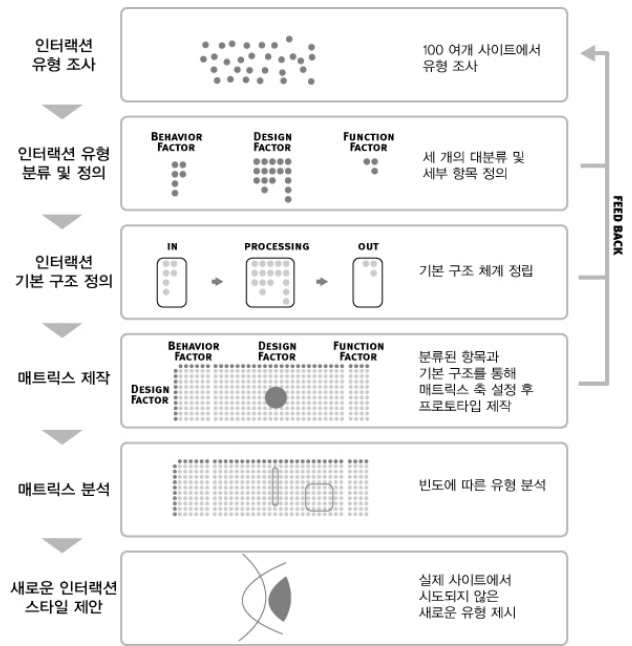 인터랙션
유형 조사
100 여개 사이트에서
유형 조사
인터랙션 유형
분류 및 정의
BEHAVIOR
FACTOR
DESIGN
FACTOR
FUNCTION
FACTOR
세 개의 대분류 및
세부 항목 정의
FEED BACK
인터랙션
기본 구조 정의
IN
PROCESSING
OUT
기본 구조 체계 정립
매트릭스 제작
BEHAVIOR
FACTOR
DESIGN
FACTOR
FUNCTION
FACTOR
DESIGN
FACTOR
분류된 항목과
기본 구조를 통해
매트릭스 축 설정 후
프로토타입 제작
매트릭스 분석
빈도에 따른 유형 분석
새로운 인터랙션
스타일 제안
실제 사이트에서
시도되지 않은
새로운 유형 제시